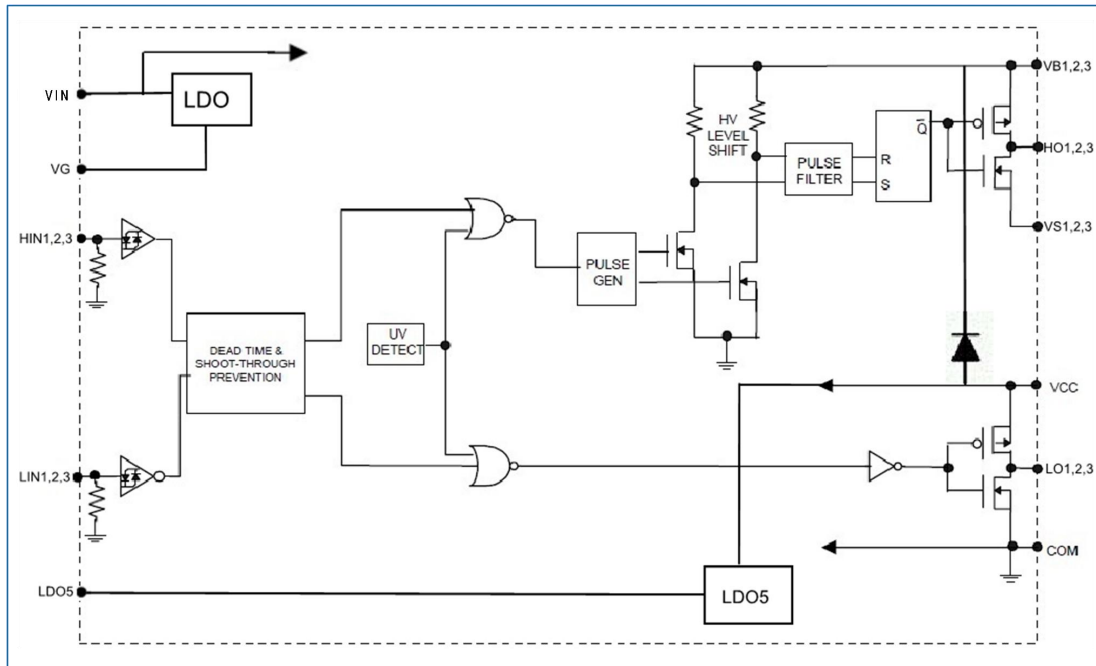 VIN
LDO
VG
HIN1,2,3
LIN1,2,3
LDO5
DEAD TIME &
SHOOT-THROUGH
PREVENTION
UV
DETECT
PULSE
GEN
HV
LEVEL
SHIFT
PULSE
FILTER
R
S
Q̅
VB1,2,3
HO1,2,3
VS1,2,3
VCC
LO1,2,3
COM
LDO5